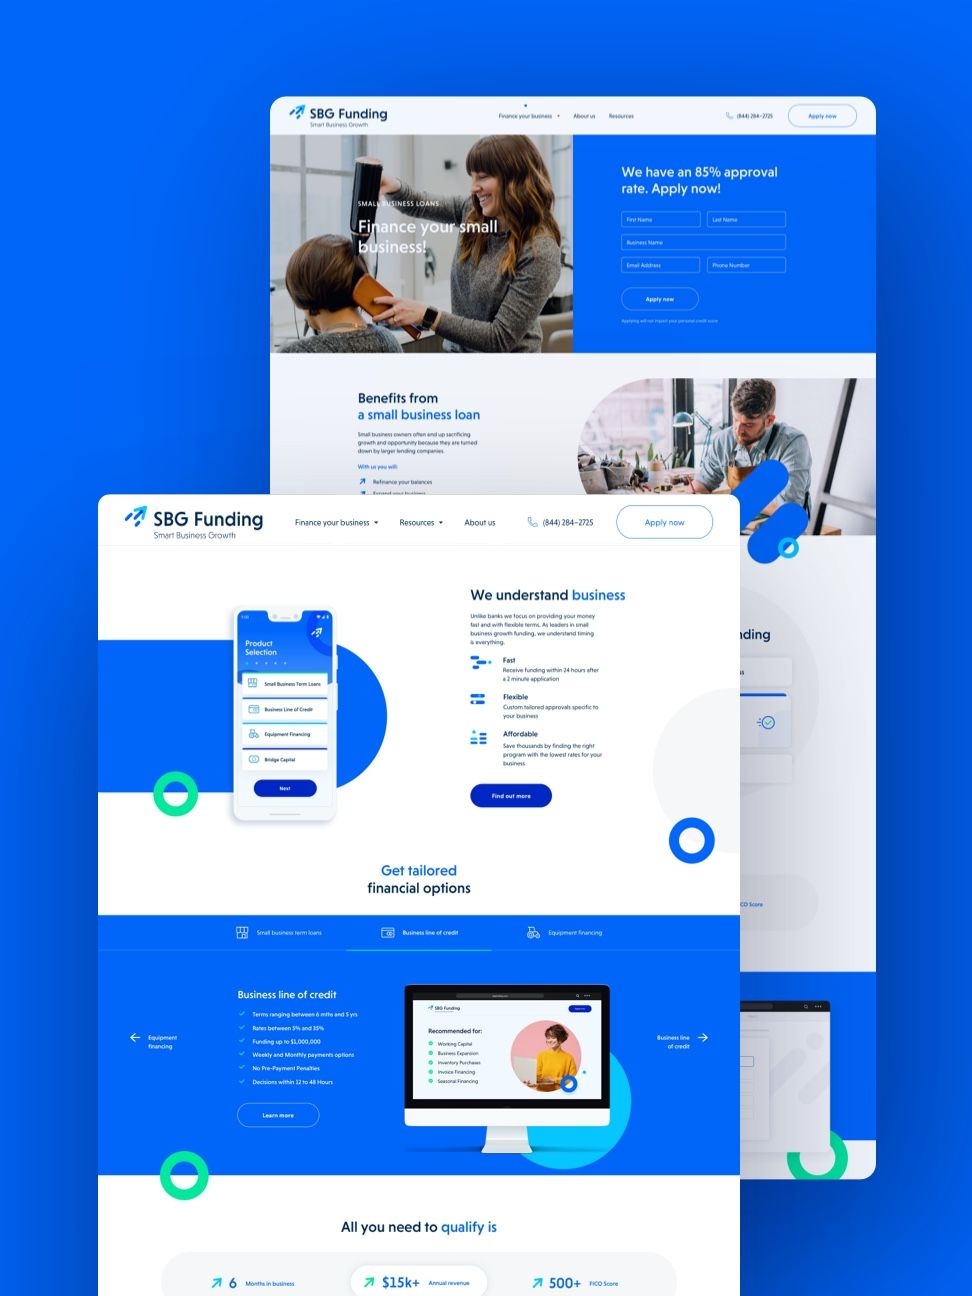 SBG Funding
Smart Business Growth
Finance your business
About us
Resources
(844) 284-2725
Apply now
SMALL BUSINESS LOANS
Finance your small
business!
We have an 85% approval
rate. Apply now!
First Name
Last Name
Business Name
Email Address
Phone Number
Apply now
Applying will not impact your personal credit score
Benefits from
a small business loan
Small business owners often end up sacrificing
growth and opportunity because they are turned
down by larger lending companies.
With us you will:
Refinance your balances
Expand your business
SBG Funding
Smart Business Growth
Finance your business
Resources
About us
(844) 284-2725
Apply now
We understand business
Unlike banks we focus on providing your money
fast and with flexible terms. As leaders in small
business growth funding, we understand timing
is everything.
Fast
Receive funding within 24 hours after
a 2 minute application
Flexible
Custom tailored approvals specific to
your business
Affordable
Save thousands by finding the right
program with the lowest rates for your
business
Find out more
Product
Selection
Small Business Term Loans
Business Line of Credit
Equipment Financing
Bridge Capital
Next
nding
CO Score
Get tailored
financial options
Small business term loans
Business line of credit
Equipment financing
Business line of credit
Terms ranging between 6 mths and 5 yrs
Rates between 5% and 35%
Funding up to $1,000,000
Weekly and Monthly payments options
No Pre-Payment Penalties
Decisions within 12 to 48 Hours
Learn more
Equipment
financing
Business line
of credit
SBG Funding
Recommended for:
Working Capital
Business Expansion
Inventory Purchases
Invoice Financing
Seasonal Financing
All you need to qualify is
6 Months in business
$15k+ Annual revenue
500+ FICO Score